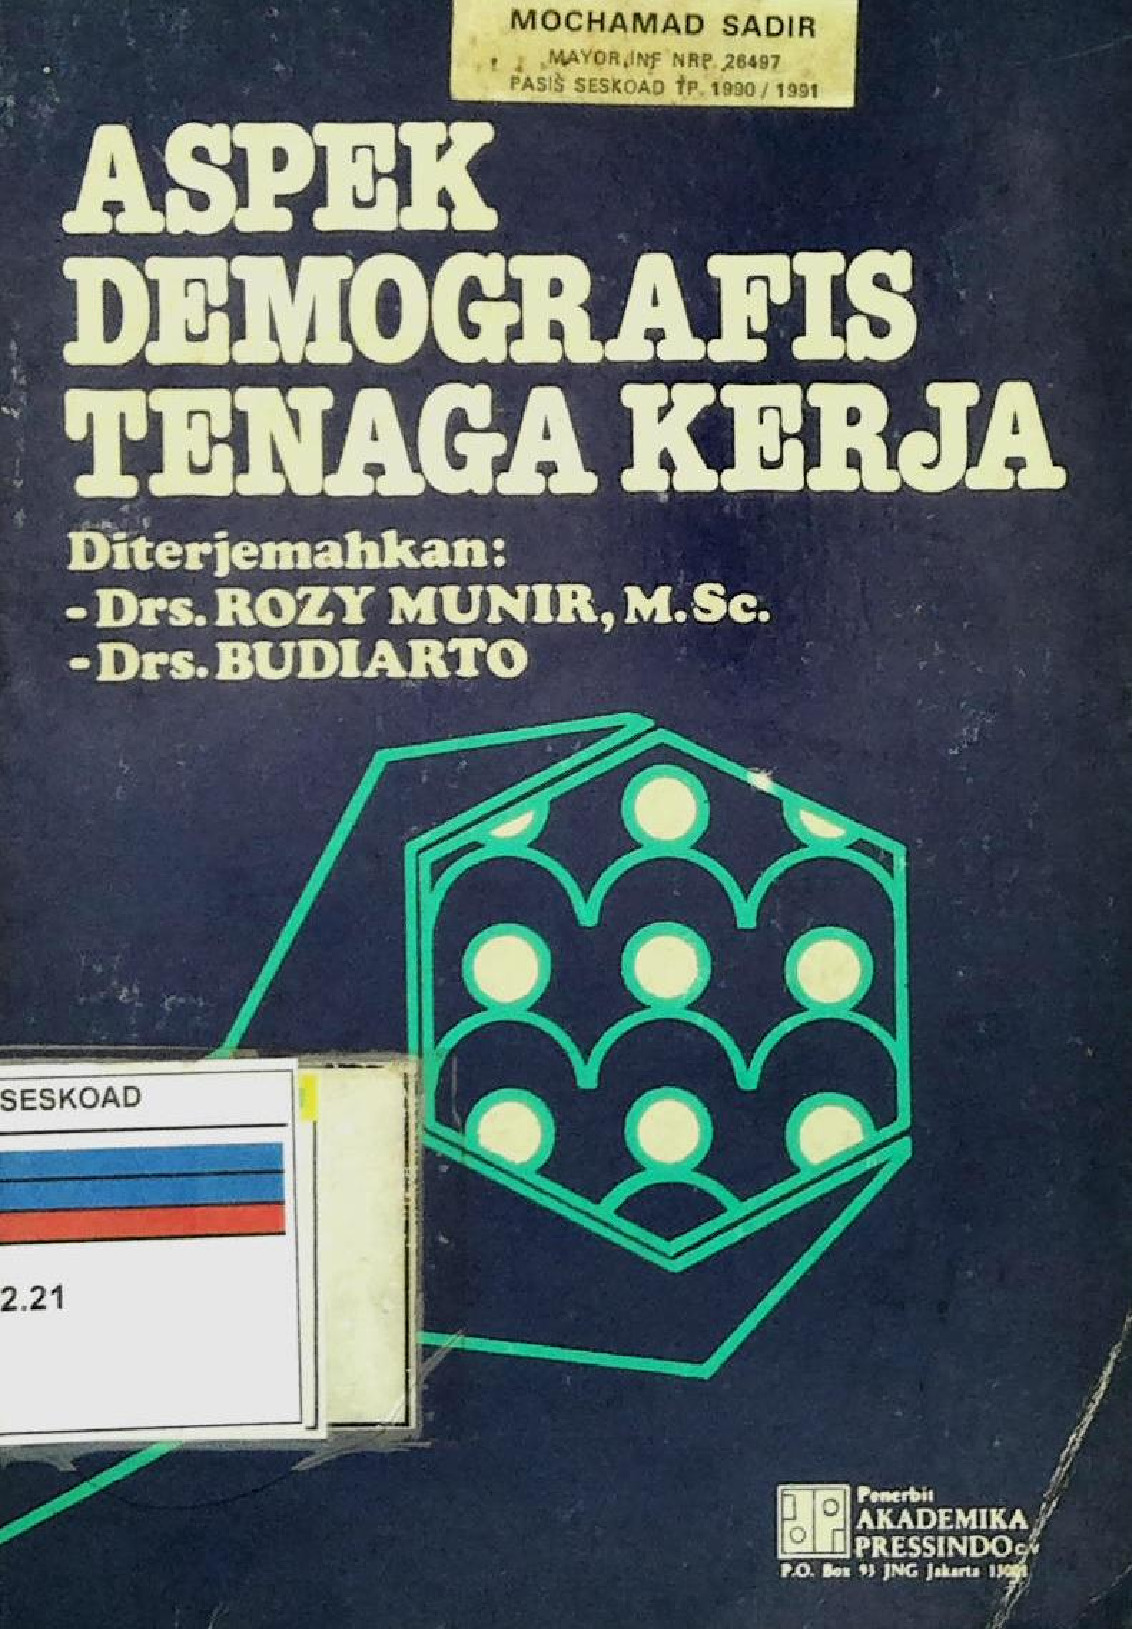 MOCHAMAD SADIR
MAYOR INF NRP 26497
PASIS SESKOAD TP. 1990 / 1991
ASPEK
DEMOGRAFIS
TENAGA KERJA
Diterjemahkan:
- Drs. ROZY MUNIR, M.Sc.
- Drs. BUDIARTO
SESKOAD
2.21
Penerbit
AKADEMIKA
PRESSINDO C.V
P.O. Box 93 JNG Jakarta